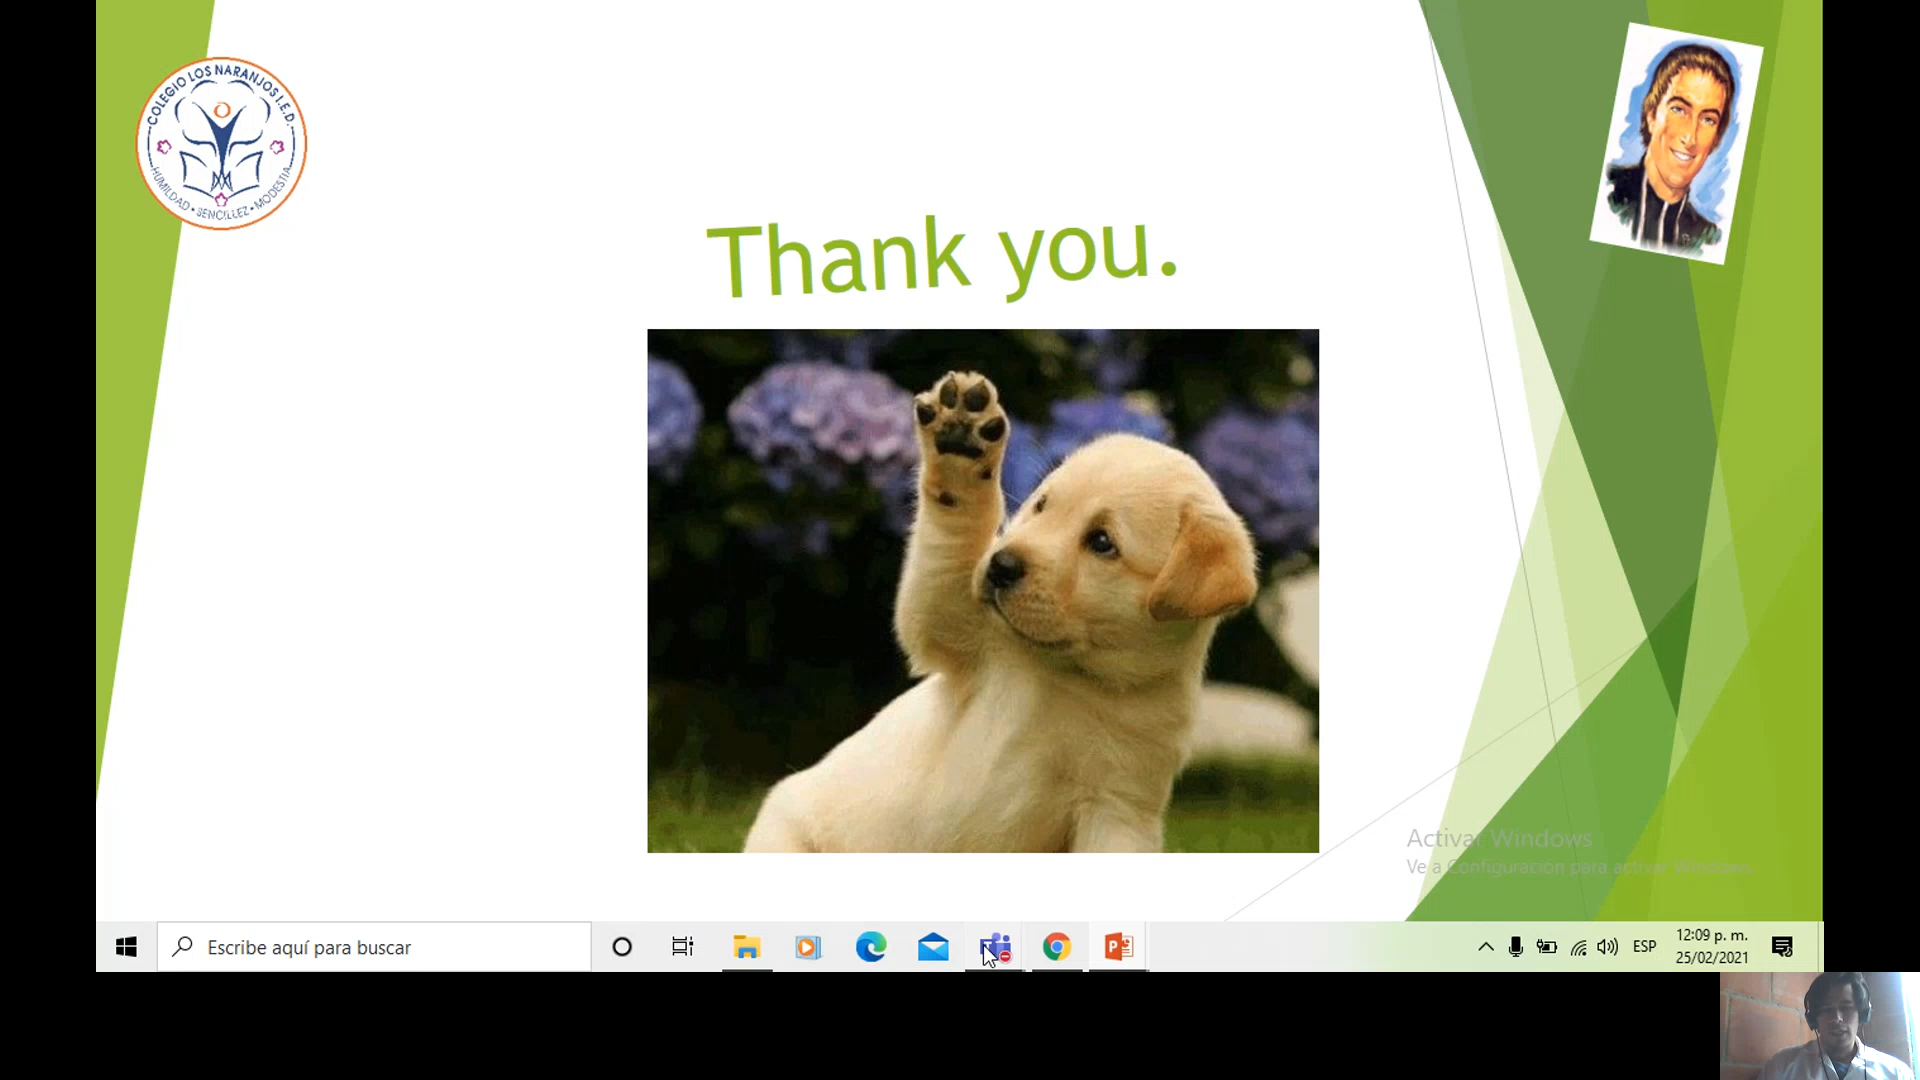 COLEGIO LOS NARANJOS I.E.D.
HUMILDAD • SENCILLEZ • MODESTIA
Thank you.
Activar Windows
Ve a Configuración para activar Windows.
Escribe aquí para buscar
ESP
12:09 p. m.
25/02/2021